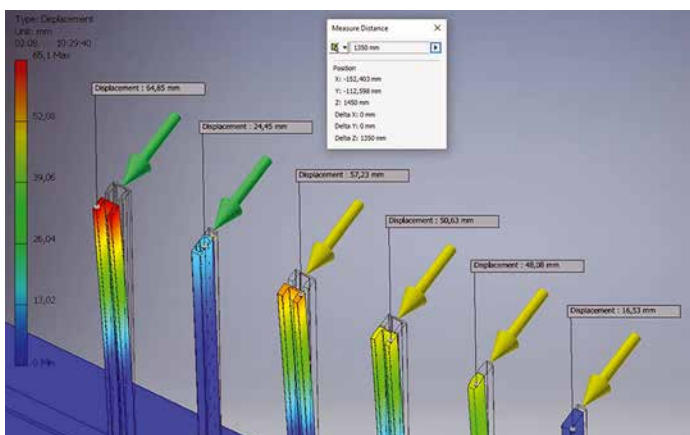 Type: Displacement
Unit: mm
65,1 Max
52,08
39,06
26,04
13,02
0 Min
Measure Distance
1350 mm
Position
X: -152,403 mm
Y: -112,598 mm
Z: 1450 mm
Delta X: 0 mm
Delta Y: 0 mm
Delta Z: 1350 mm
Displacement : 64,85 mm
Displacement : 24,45 mm
Displacement : 57,23 mm
Displacement : 50,63 mm
Displacement : 48,08 mm
Displacement : 16,53 mm